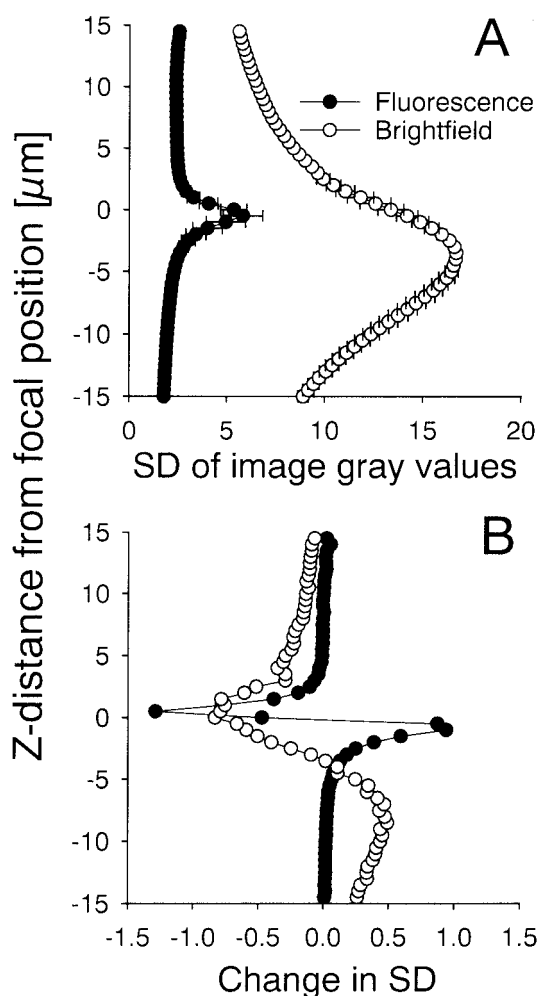 A
15
10
5
0
-5
-10
-15
Fluorescence
Brightfield
0 5 10 15 20
SD of image gray values
Z-distance from focal position [µm]
B
15
10
5
0
-5
-10
-15
-1.5 -1.0 -0.5 0.0 0.5 1.0 1.5
Change in SD